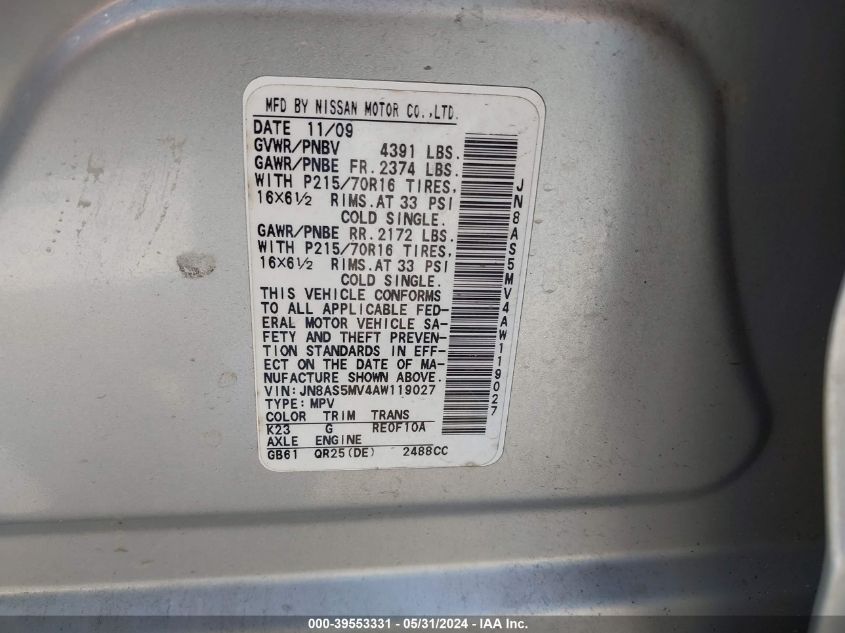 MFD BY NISSAN MOTOR CO.,LTD.
DATE 11/09
GVWR/PNBV 4391 LBS.
GAWR/PNBE FR. 2374 LBS.
WITH P215/70R16 TIRES,
16×6½ RIMS.AT 33 PSI
COLD SINGLE.
GAWR/PNBE RR. 2172 LBS.
WITH P215/70R16 TIRES,
16×6½ RIMS.AT 33 PSI
COLD SINGLE.
THIS VEHICLE CONFORMS
TO ALL APPLICABLE FED-
ERAL MOTOR VEHICLE SA-
FETY AND THEFT PREVEN-
TION STANDARDS IN EFF-
ECT ON THE DATE OF MA-
NUFACTURE SHOWN ABOVE.
VIN: JN8AS5MV4AW119027
TYPE: MPV
COLOR TRIM TRANS
K23 G RE0F10A
AXLE ENGINE
GB61 QR25(DE) 2488CC
JN8AS5MV4AW119027
000-39553331 - 05/31/2024 - IAA Inc.